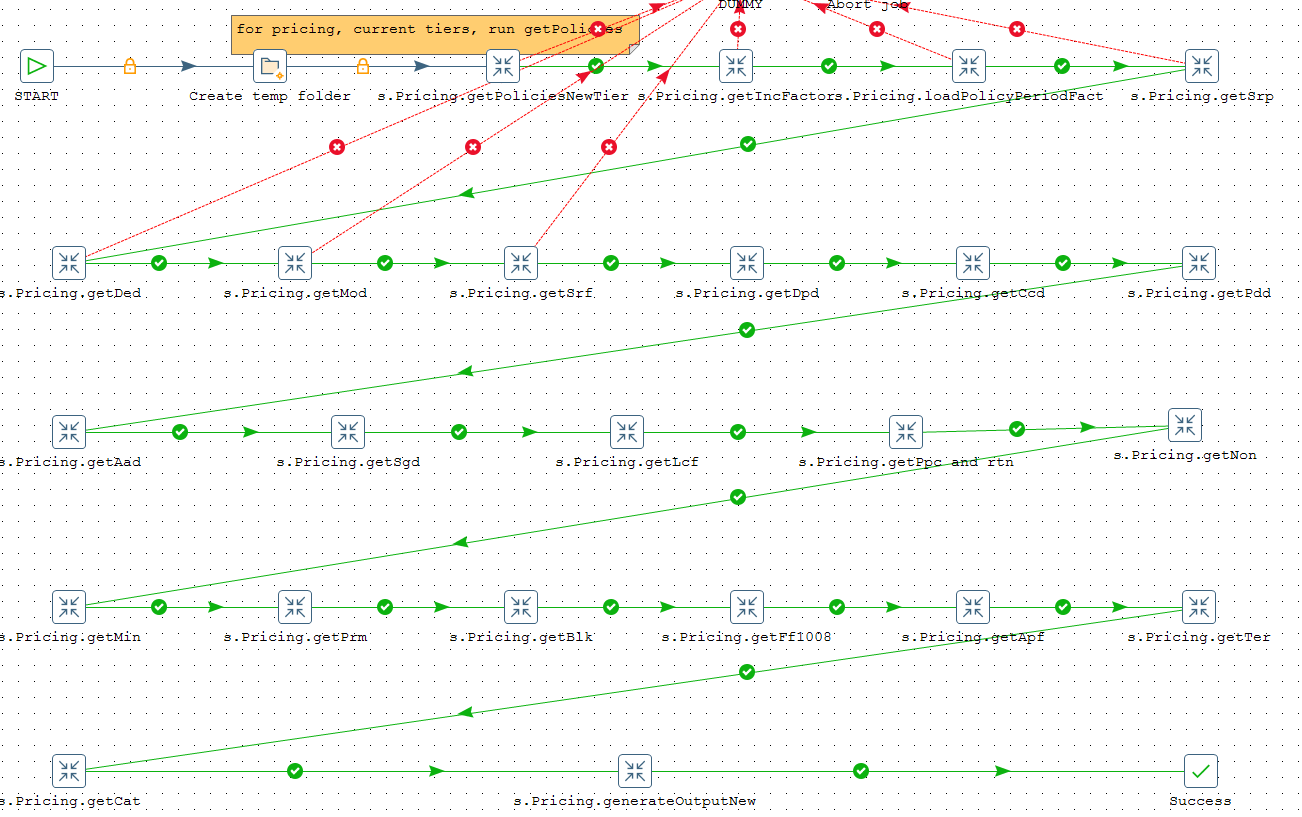 DUMMY
Abort job
for pricing, current tiers, run getPolicies
START
Create temp folder
s.Pricing.getPoliciesNewTier
s.Pricing.getIncFactors
s.Pricing.loadPolicyPeriodFact
s.Pricing.getSrp
s.Pricing.getDed
s.Pricing.getMod
s.Pricing.getSrf
s.Pricing.getDpd
s.Pricing.getCcd
s.Pricing.getPdd
s.Pricing.getAad
s.Pricing.getSgd
s.Pricing.getLcf
s.Pricing.getPpc and rtn
s.Pricing.getNon
s.Pricing.getMin
s.Pricing.getPrm
s.Pricing.getBlk
s.Pricing.getFf1008
s.Pricing.getApf
s.Pricing.getTer
s.Pricing.getCat
s.Pricing.generateOutputNew
Success